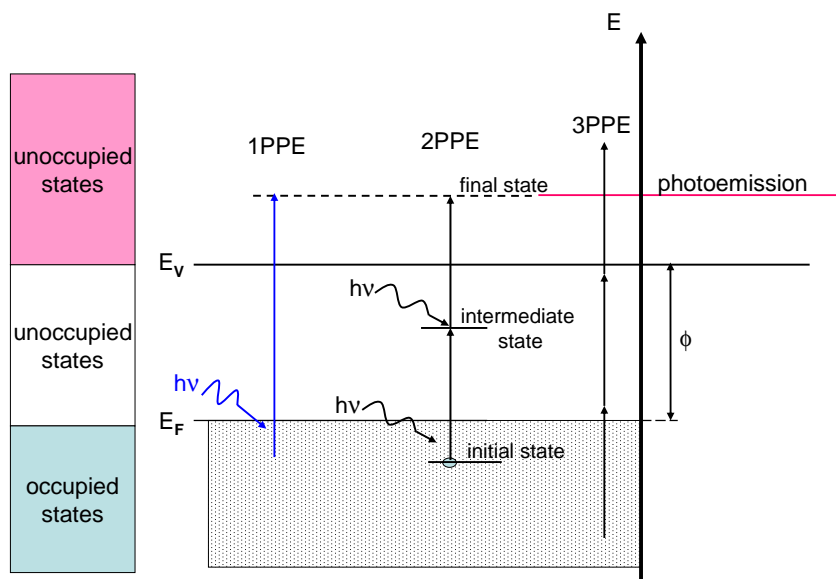 E
unoccupied
states
1PPE
2PPE
3PPE
final state
photoemission
E_V
hν
intermediate
state
unoccupied
states
ϕ
hν
hν
E_F
initial state
occupied
states